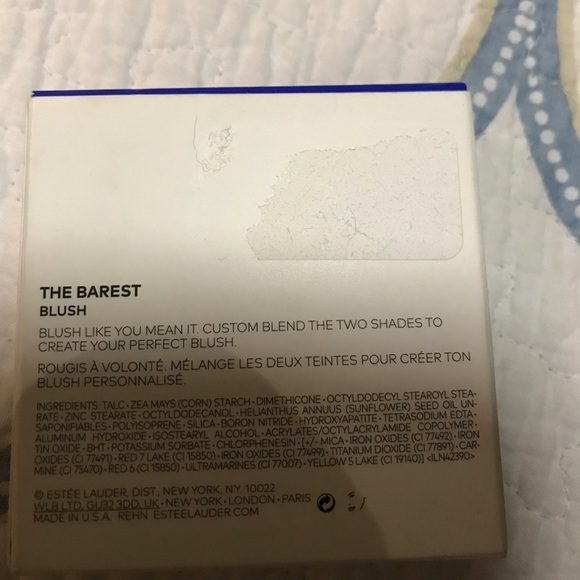 THE BAREST
BLUSH
BLUSH LIKE YOU MEAN IT. CUSTOM BLEND THE TWO SHADES TO
CREATE YOUR PERFECT BLUSH.
ROUGIS À VOLONTÉ. MÉLANGE LES DEUX TEINTES POUR CRÉER TON
BLUSH PERSONNALISÉ.
INGREDIENTS: TALC • ZEA MAYS (CORN) STARCH • DIMETHICONE • OCTYLDODECYL STEAROYL STEA-
RATE • ZINC STEARATE • OCTYLDODECANOL • HELIANTHUS ANNUUS (SUNFLOWER) SEED OIL UN-
SAPONIFIABLES • POLYISOPRENE • SILICA • BORON NITRIDE • HYDROXYAPATITE • TETRASODIUM EDTA •
ALUMINUM HYDROXIDE • ISOSTEARYL ALCOHOL • ACRYLATES/OCTYLACRYLAMIDE COPOLYMER •
TIN OXIDE • BHT • POTASSIUM SORBATE • CHLORPHENESIN • [+/- MICA • IRON OXIDES (CI 77492) • IRON
OXIDES (CI 77491) • RED 7 LAKE (CI 15850) • IRON OXIDES (CI 77499) • TITANIUM DIOXIDE (CI 77891) • CAR-
MINE (CI 75470) • RED 6 (CI 15850) • ULTRAMARINES (CI 77007) • YELLOW 5 LAKE (CI 19140)] <ILN42390>
© ESTÉE LAUDER, DIST., NEW YORK, N.Y. 10022
WLB LTD, GU32 3DD, UK • NEW YORK • LONDON • PARIS
MADE IN U.S.A. REHN ESTEELAUDER.COM